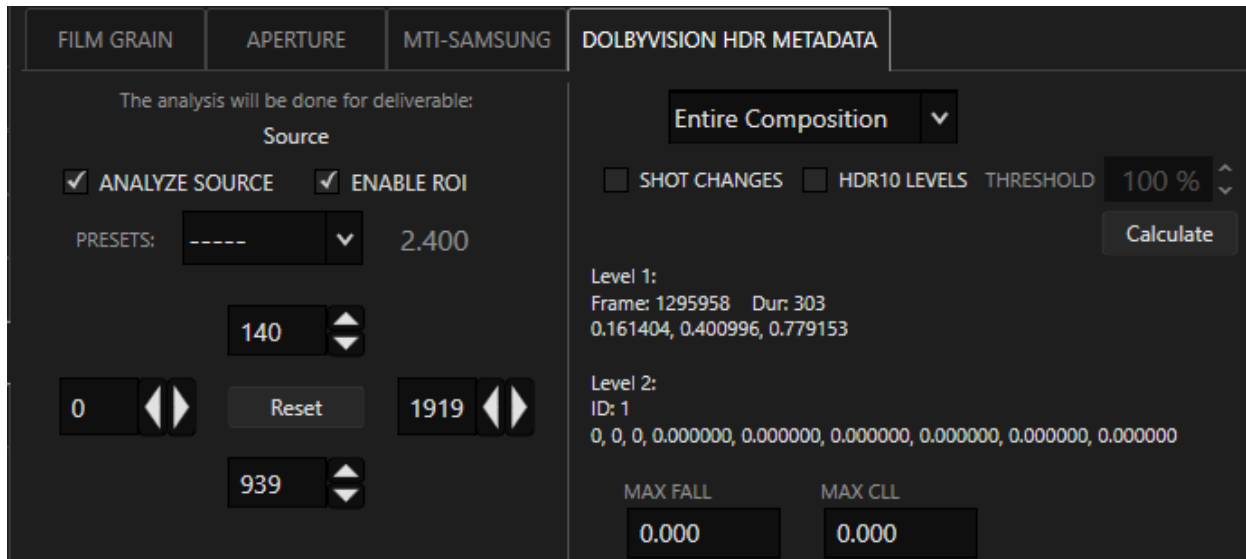 FILM GRAIN APERTURE MTI-SAMSUNG DOLBYVISION HDR METADATA
The analysis will be done for deliverable:
Source
ANALYZE SOURCE ENABLE ROI
PRESETS: ----- 2.400
140
0 Reset 1919
939
Entire Composition
SHOT CHANGES HDR10 LEVELS THRESHOLD 100 %
Calculate
Level 1:
Frame: 1295958 Dur: 303
0.161404, 0.400996, 0.779153
Level 2:
ID: 1
0, 0, 0, 0.000000, 0.000000, 0.000000, 0.000000, 0.000000, 0.000000
MAX FALL MAX CLL
0.000 0.000